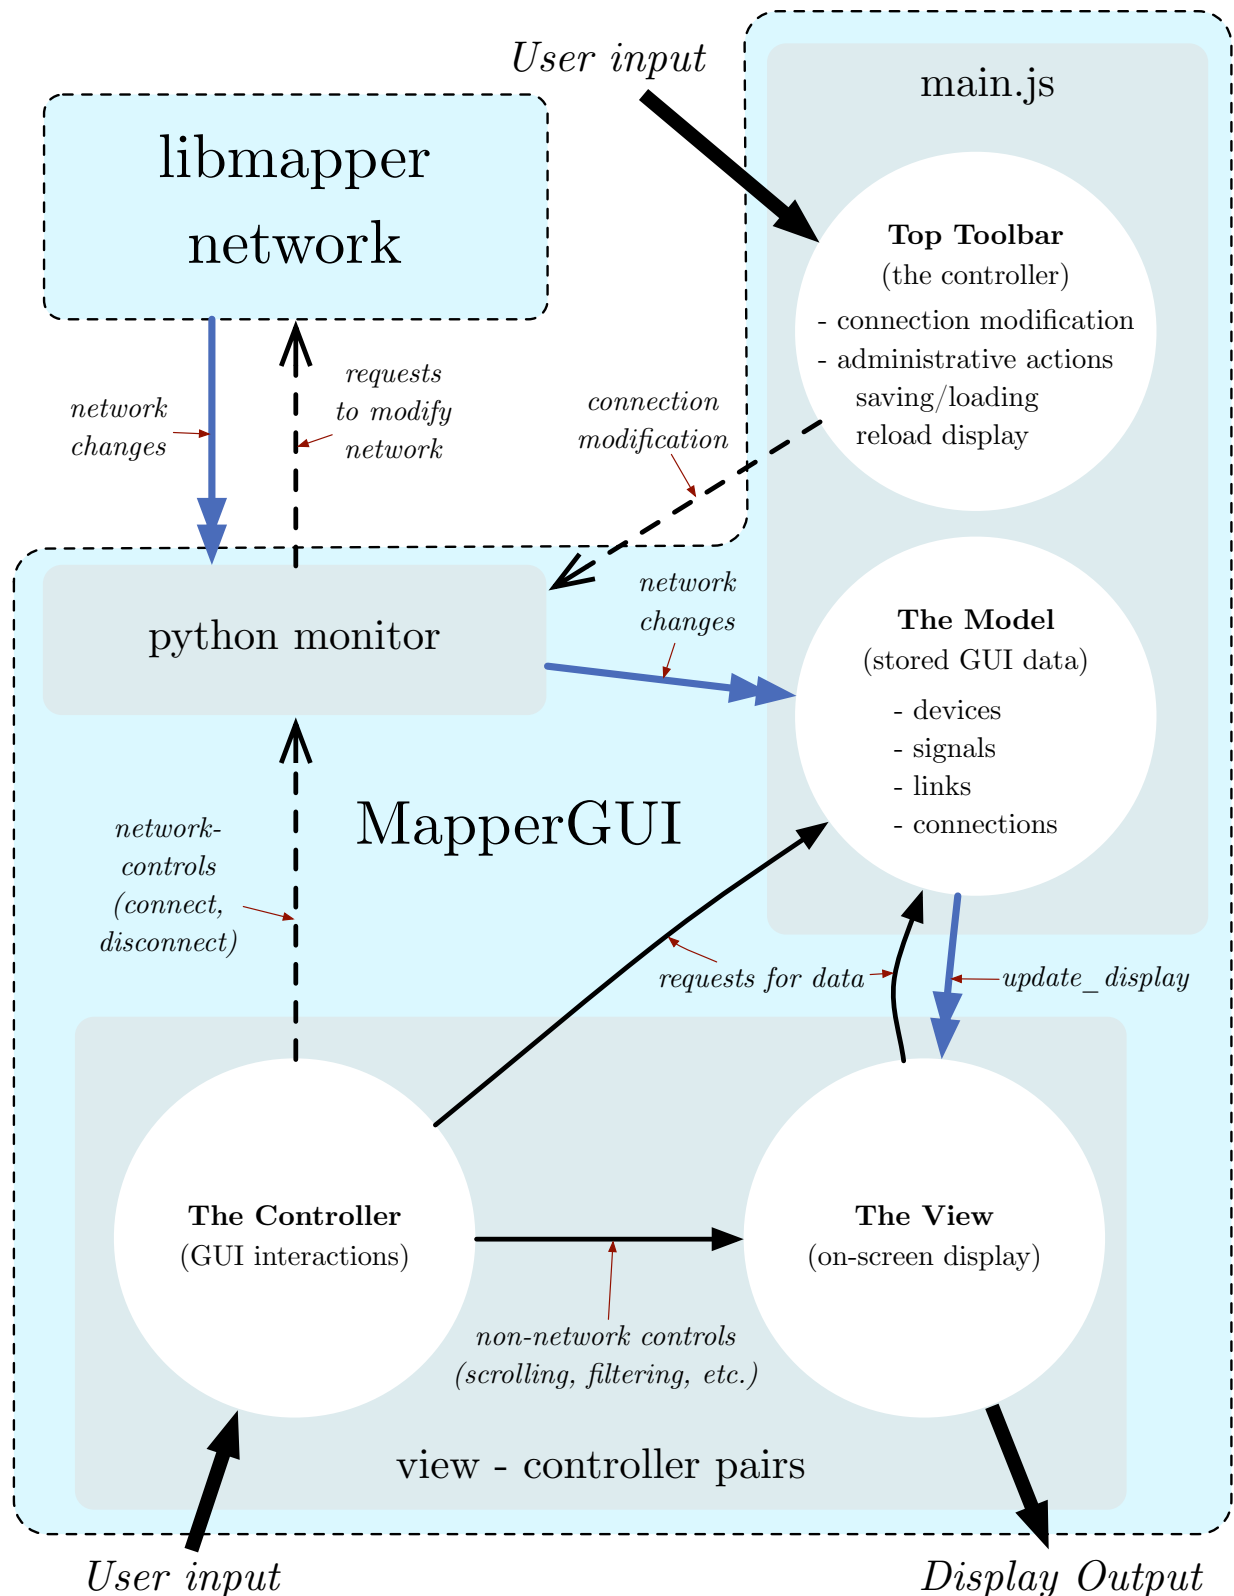 User input
main.js
libmapper
network
Top Toolbar
(the controller)
- connection modification
- administrative actions
saving/loading
reload display
network
changes
requests
to modify
network
connection
modification
python monitor
network
changes
The Model
(stored GUI data)
- devices
- signals
- links
- connections
MapperGUI
network-
controls
(connect,
disconnect)
requests for data
update_display
The Controller
(GUI interactions)
The View
(on-screen display)
non-network controls
(scrolling, filtering, etc.)
view - controller pairs
User input
Display Output